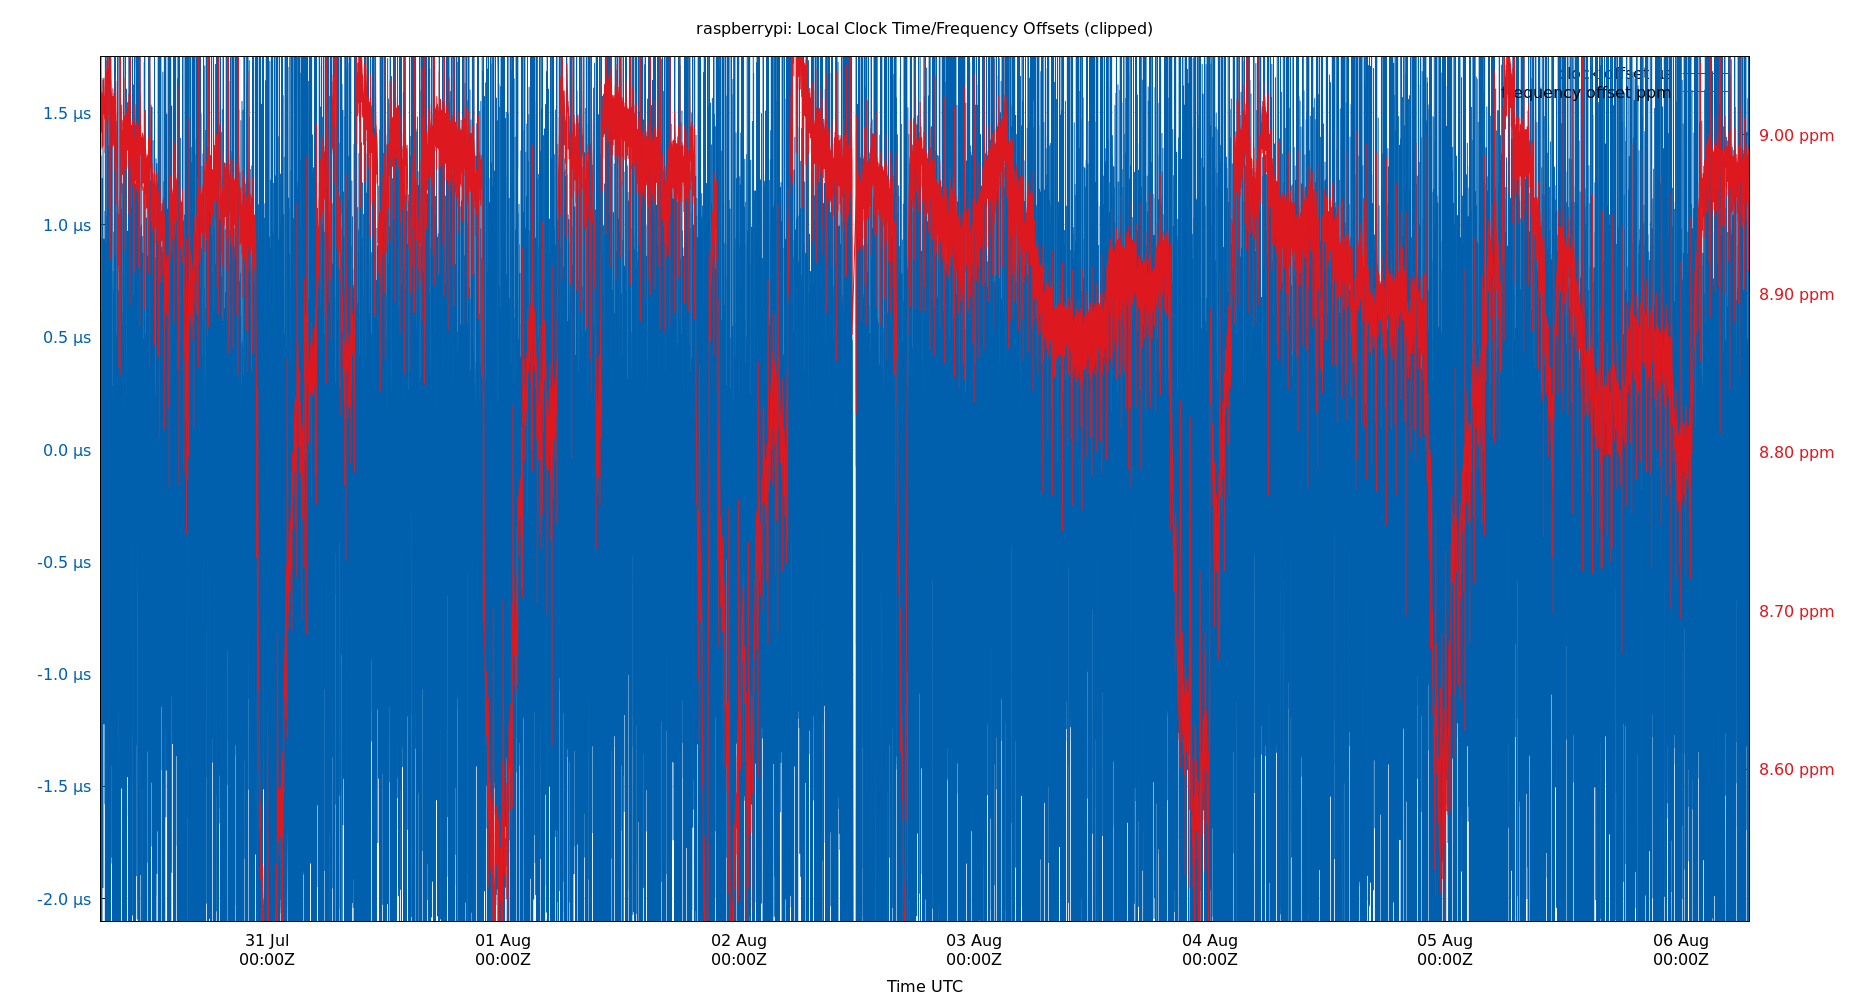 raspberrypi: Local Clock Time/Frequency Offsets (clipped)
clock offset µs
frequency offset ppm
1.5 µs
1.0 µs
0.5 µs
0.0 µs
-0.5 µs
-1.0 µs
-1.5 µs
-2.0 µs
9.00 ppm
8.90 ppm
8.80 ppm
8.70 ppm
8.60 ppm
31 Jul
00:00Z
01 Aug
00:00Z
02 Aug
00:00Z
03 Aug
00:00Z
04 Aug
00:00Z
05 Aug
00:00Z
06 Aug
00:00Z
Time UTC